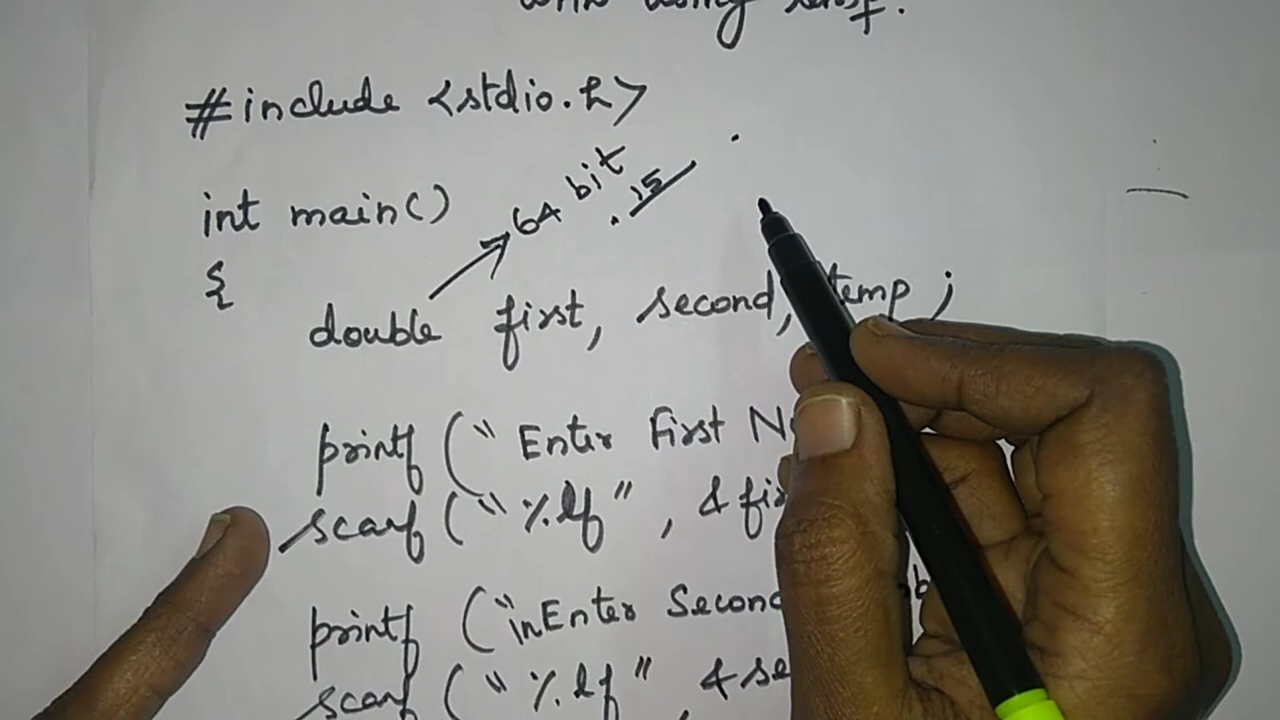 using
#include <stdio.h>
int main()
64 bit
. 15
{
double first, second, temp ;
printf ( " Enter First N
scanf ( " %lf " , &fi
printf ( "\nEnter Second
scanf ( " %lf " , &se